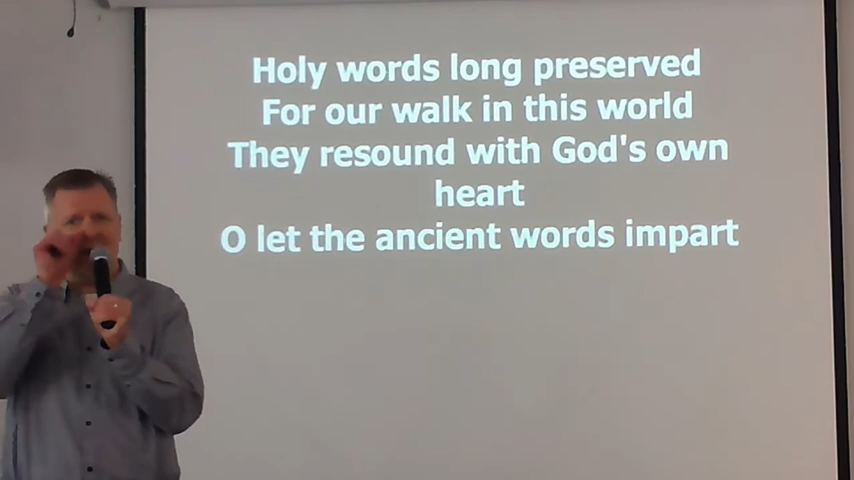 Holy words long preserved
For our walk in this world
They resound with God's own
heart
O let the ancient words impart